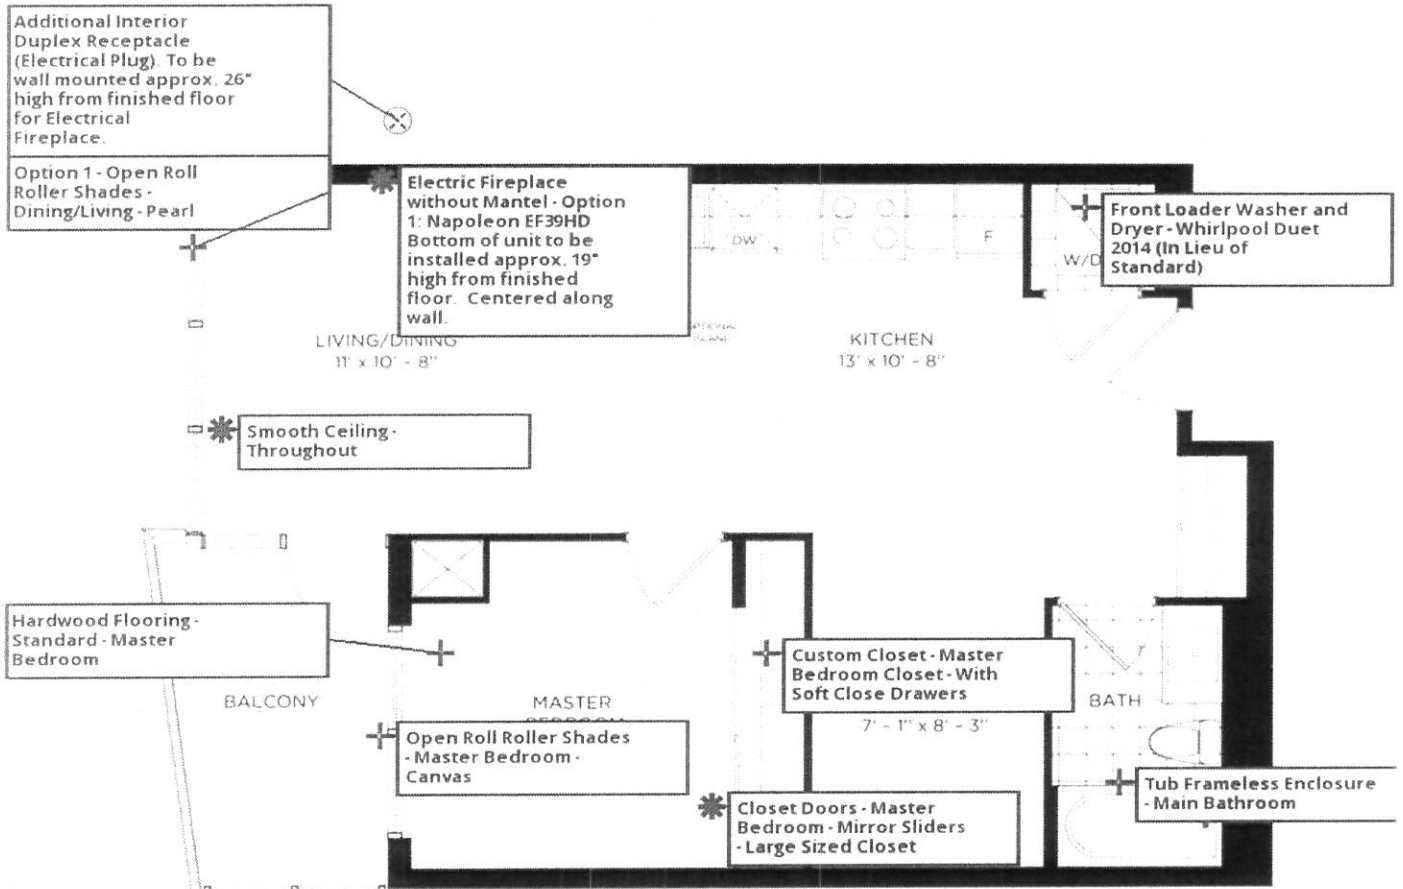 Additional Interior
Duplex Receptacle
(Electrical Plug). To be
wall mounted approx. 26"
high from finished floor
for Electrical
Fireplace.
Option 1 - Open Roll
Roller Shades -
Dining/Living - Pearl
Electric Fireplace
without Mantel - Option
1: Napoleon EF39HD
Bottom of unit to be
installed approx. 19"
high from finished
floor. Centered along
wall.
DW
F
W/D
Front Loader Washer and
Dryer - Whirlpool Duet
2014 (In Lieu of
Standard)
LIVING/DINING
11' x 10' - 8"
KITCHEN
13' x 10' - 8"
Smooth Ceiling -
Throughout
Hardwood Flooring -
Standard - Master
Bedroom
BALCONY
MASTER
Custom Closet - Master
Bedroom Closet - With
Soft Close Drawers
7' - 1" x 8' - 3"
BATH
Open Roll Roller Shades
- Master Bedroom -
Canvas
Closet Doors - Master
Bedroom - Mirror Sliders
- Large Sized Closet
Tub Frameless Enclosure
- Main Bathroom